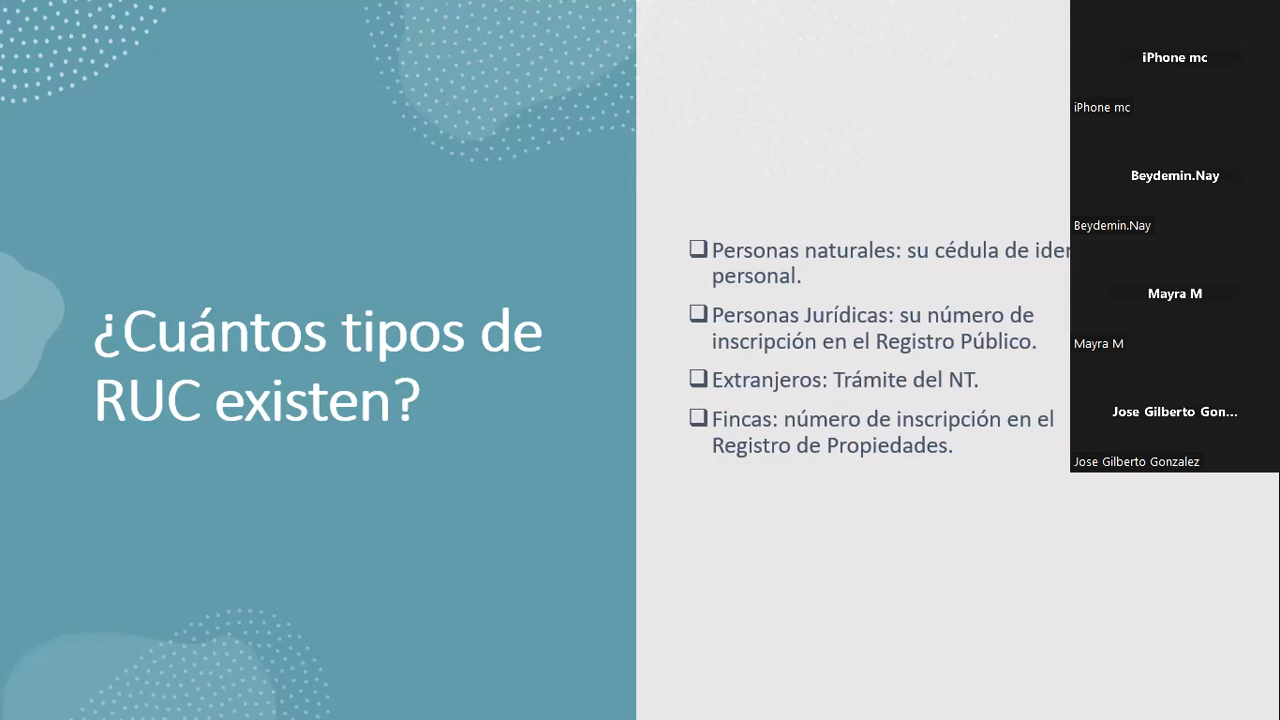 ¿Cuántos tipos de
RUC existen?
❑Personas naturales: su cédula de
personal.
❑Personas Jurídicas: su número de
inscripción en el Registro Público.
❑Extranjeros: Trámite del NT.
❑Fincas: número de inscripción en el
Registro de Propiedades.
iPhone mc
iPhone mc
Beydemin.Nay
Beydemin.Nay
Mayra M
Mayra M
Jose Gilberto Gon...
Jose Gilberto Gonzalez